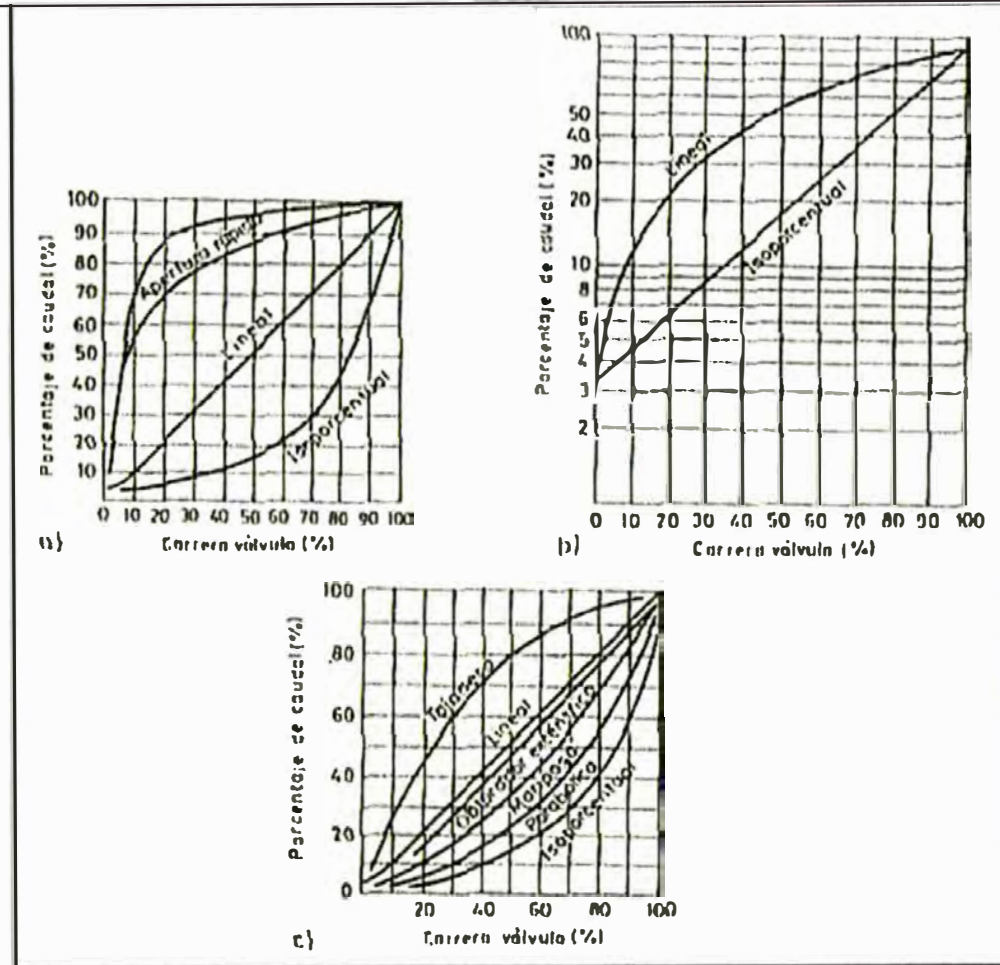 100
90
80
70
60
50
40
30
20
10
Porcentaje de caudal (%)
Apertura rápida
Lineal
Isoporcentual
0 10 20 30 40 50 60 70 80 90 100
a)
Carrera válvula (%)
100
50
40
30
20
10
8
6
5
4
3
2
Porcentaje de caudal (%)
Lineal
Isoporcentual
0 10 20 30 40 50 60 70 80 90 100
b)
Carrera válvula (%)
100
80
60
40
20
0
Porcentaje de caudal (%)
Tajadera
Lineal
Obturador excéntrico
Mariposa
Parabólica
Isoporcentual
20 40 60 80 100
c)
Carrera válvula (%)